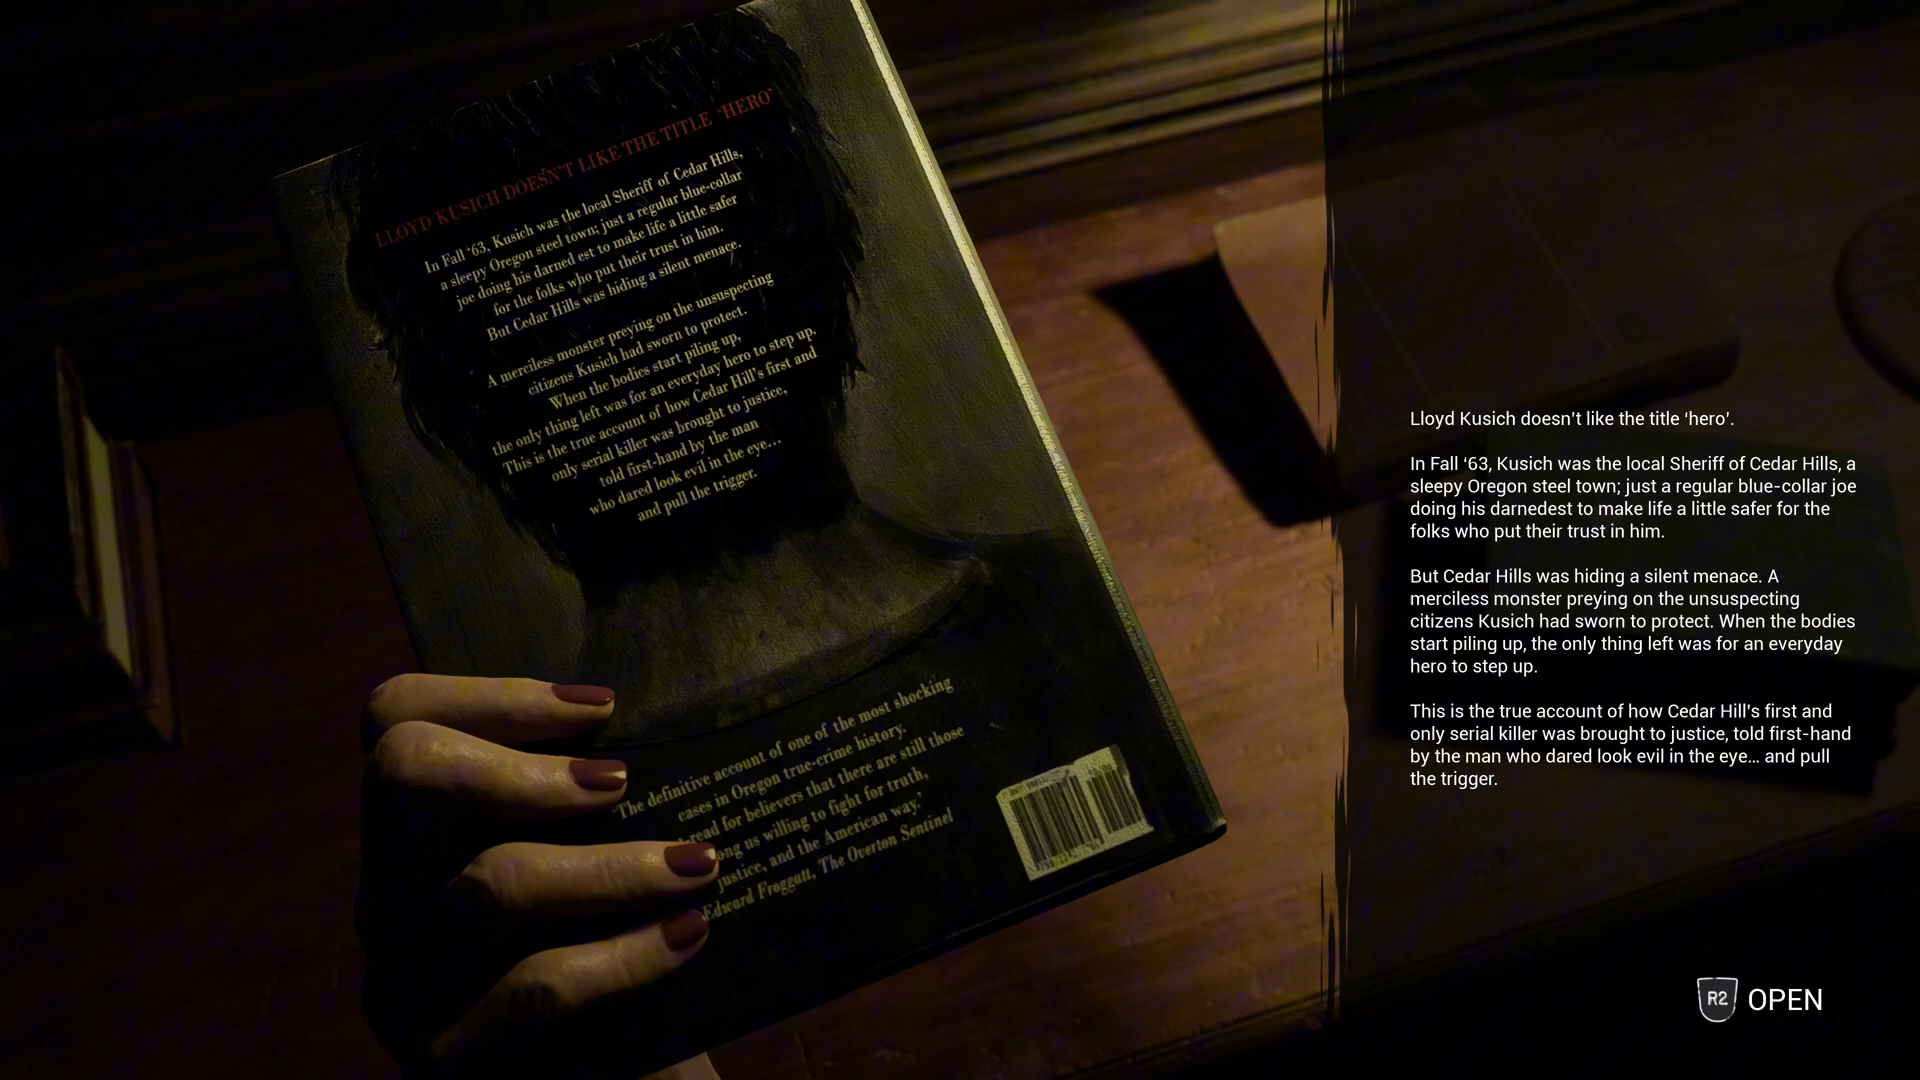 LLOYD KUSICH DOESN'T LIKE THE TITLE 'HERO'
In Fall '63, Kusich was the local Sheriff of Cedar Hills,
a sleepy Oregon steel town; just a regular blue-collar
joe doing his darned est to make life a little safer
for the folks who put their trust in him.
But Cedar Hills was hiding a silent menace.
A merciless monster preying on the unsuspecting
citizens Kusich had sworn to protect.
When the bodies start piling up,
the only thing left was for an everyday hero to step up.
This is the true account of how Cedar Hill's first and
only serial killer was brought to justice,
told first-hand by the man
who dared look evil in the eye...
and pull the trigger.
'The definitive account of one of the most shocking
cases in Oregon true-crime history.
read for believers that there are still those
us willing to fight for truth,
justice, and the American way.'
Edward Froggatt, The Overton Sentinel
Lloyd Kusich doesn't like the title ‘hero’.
In Fall ‘63, Kusich was the local Sheriff of Cedar Hills, a
sleepy Oregon steel town; just a regular blue-collar joe
doing his darnedest to make life a little safer for the
folks who put their trust in him.
But Cedar Hills was hiding a silent menace. A
merciless monster preying on the unsuspecting
citizens Kusich had sworn to protect. When the bodies
start piling up, the only thing left was for an everyday
hero to step up.
This is the true account of how Cedar Hill's first and
only serial killer was brought to justice, told first-hand
by the man who dared look evil in the eye... and pull
the trigger.
R2 OPEN